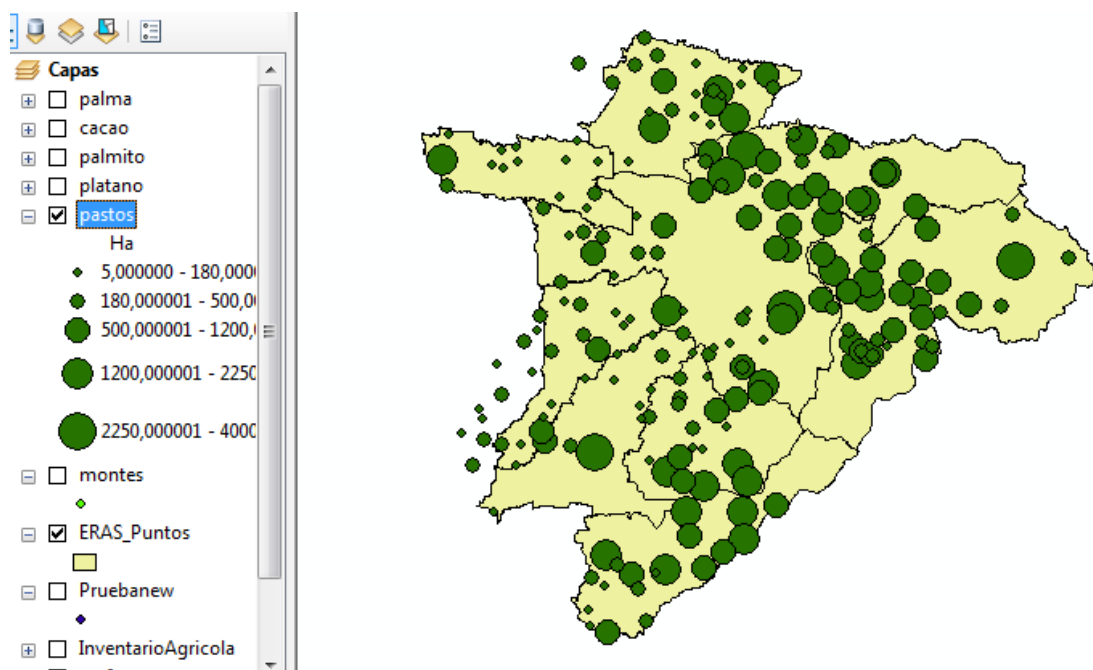 Capas
palma
cacao
palmito
platano
pastos
Ha
5,000000 - 180,000
180,000001 - 500,0
500,000001 - 1200,
1200,000001 - 2250
2250,000001 - 4000
montes
ERAS_Puntos
Pruebanew
InventarioAgricola